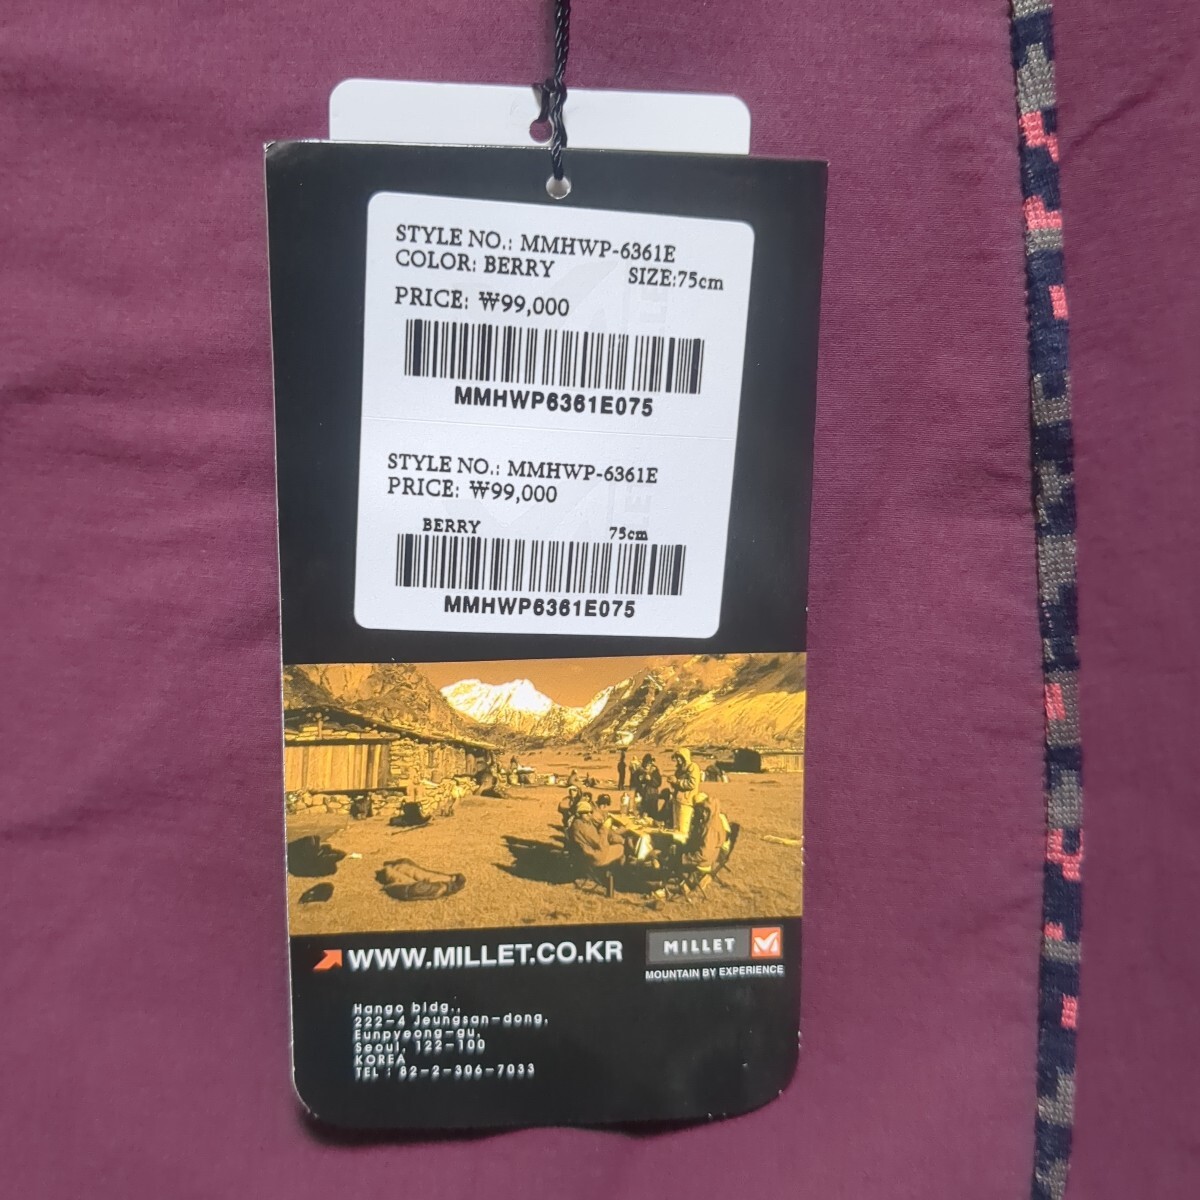 STYLE NO.: MMHWP-6361E
COLOR: BERRY SIZE:75cm
PRICE: ₩99,000
MMHWP6361E075
STYLE NO.: MMHWP-6361E
PRICE: ₩99,000
BERRY 75cm
MMHWP6361E075
WWW.MILLET.CO.KR
MILLET
MOUNTAIN BY EXPERIENCE
Hango bldg.,
222-4 Jeungsan-dong,
Eunpyeong-gu,
Seoul, 122-100
KOREA
TEL : 82-2-306-7033